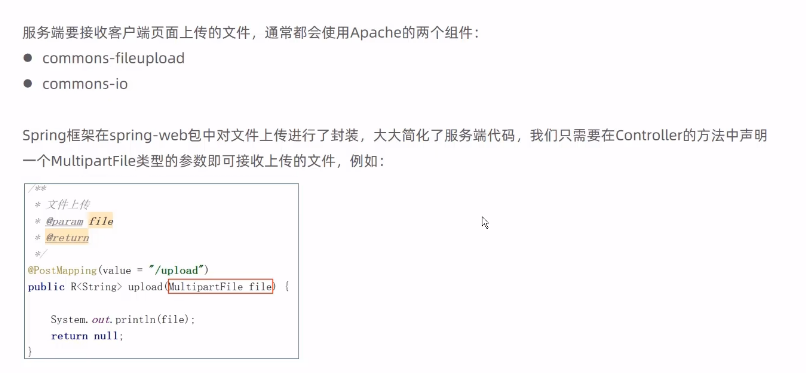 服务端要接收客户端页面上传的文件，通常都会使用Apache的两个组件：
● commons-fileupload
● commons-io
Spring框架在spring-web包中对文件上传进行了封装，大大简化了服务端代码，我们只需要在Controller的方法中声明
一个MultipartFile类型的参数即可接收上传的文件，例如：
/**
 * 文件上传
 * @param file
 * @return
 */
@PostMapping(value = "/upload")
public R<String> upload(MultipartFile file) {
    System.out.println(file);
    return null;
}